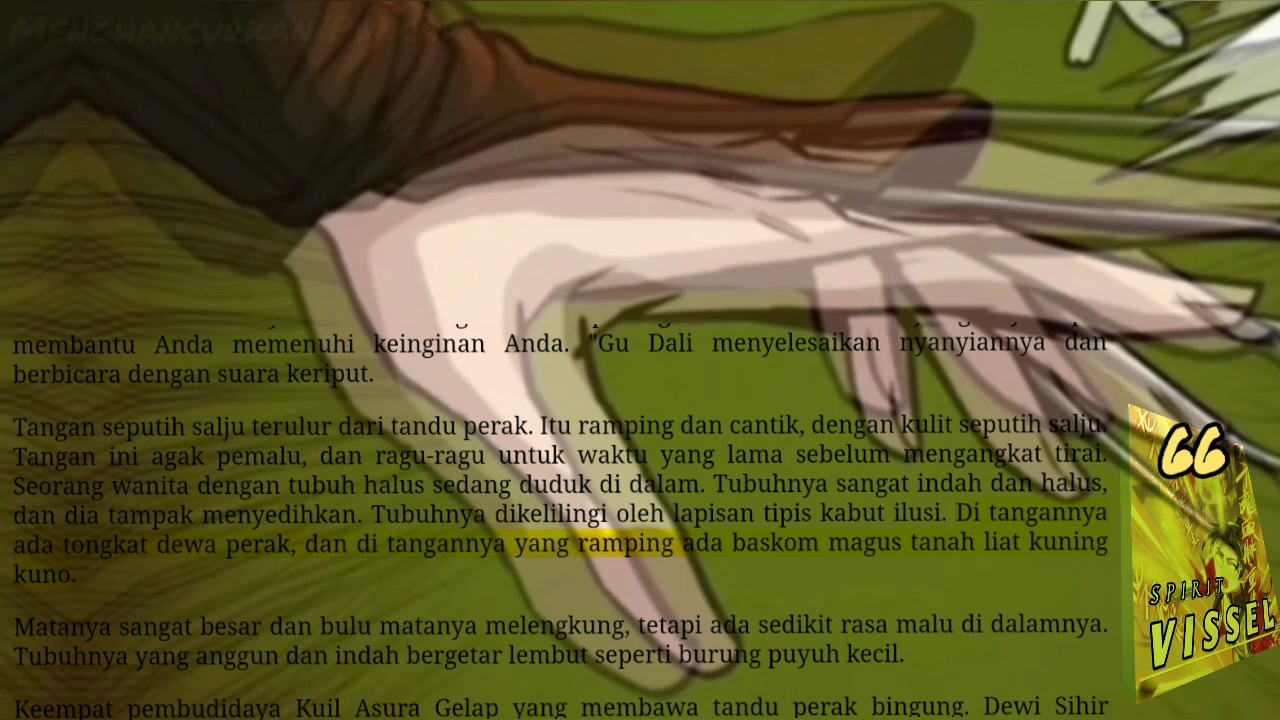 Menghancurkan
membantu Anda memenuhi keinginan Anda. "Gu Dali menyelesaikan nyanyiannya dan
berbicara dengan suara keriput.
Tangan seputih salju terulur dari tandu perak. Itu ramping dan cantik, dengan kulit seputih salju.
Tangan ini agak pemalu, dan ragu-ragu untuk waktu yang lama sebelum mengangkat tirai.
Seorang wanita dengan tubuh halus sedang duduk di dalam. Tubuhnya sangat indah dan halus,
dan dia tampak menyedihkan. Tubuhnya dikelilingi oleh lapisan tipis kabut ilusi. Di tangannya
ada tongkat dewa perak, dan di tangannya yang ramping ada baskom magus tanah liat kuning
kuno.
Matanya sangat besar dan bulu matanya melengkung, tetapi ada sedikit rasa malu di dalamnya.
Tubuhnya yang anggun dan indah bergetar lembut seperti burung puyuh kecil.
Keempat pembudidaya Kuil Asura Gelap yang membawa tandu perak bingung. Dewi Sihir
66
SPIRIT
VISSEL